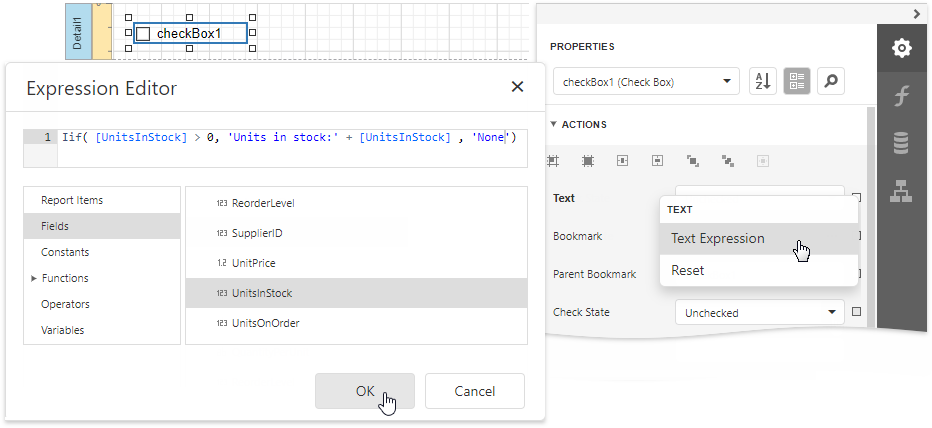 Detail1
checkBox1
Expression Editor
1 Iif( [UnitsInStock] > 0, 'Units in stock:' + [UnitsInStock] , 'None')
Report Items
Fields
Constants
Functions
Operators
Variables
123 ReorderLevel
123 SupplierID
1.2 UnitPrice
123 UnitsInStock
123 UnitsOnOrder
OK
Cancel
PROPERTIES
checkBox1 (Check Box)
A Z
ACTIONS
Text
TEXT
Bookmark
Text Expression
Parent Bookmark
Reset
Check State
Unchecked